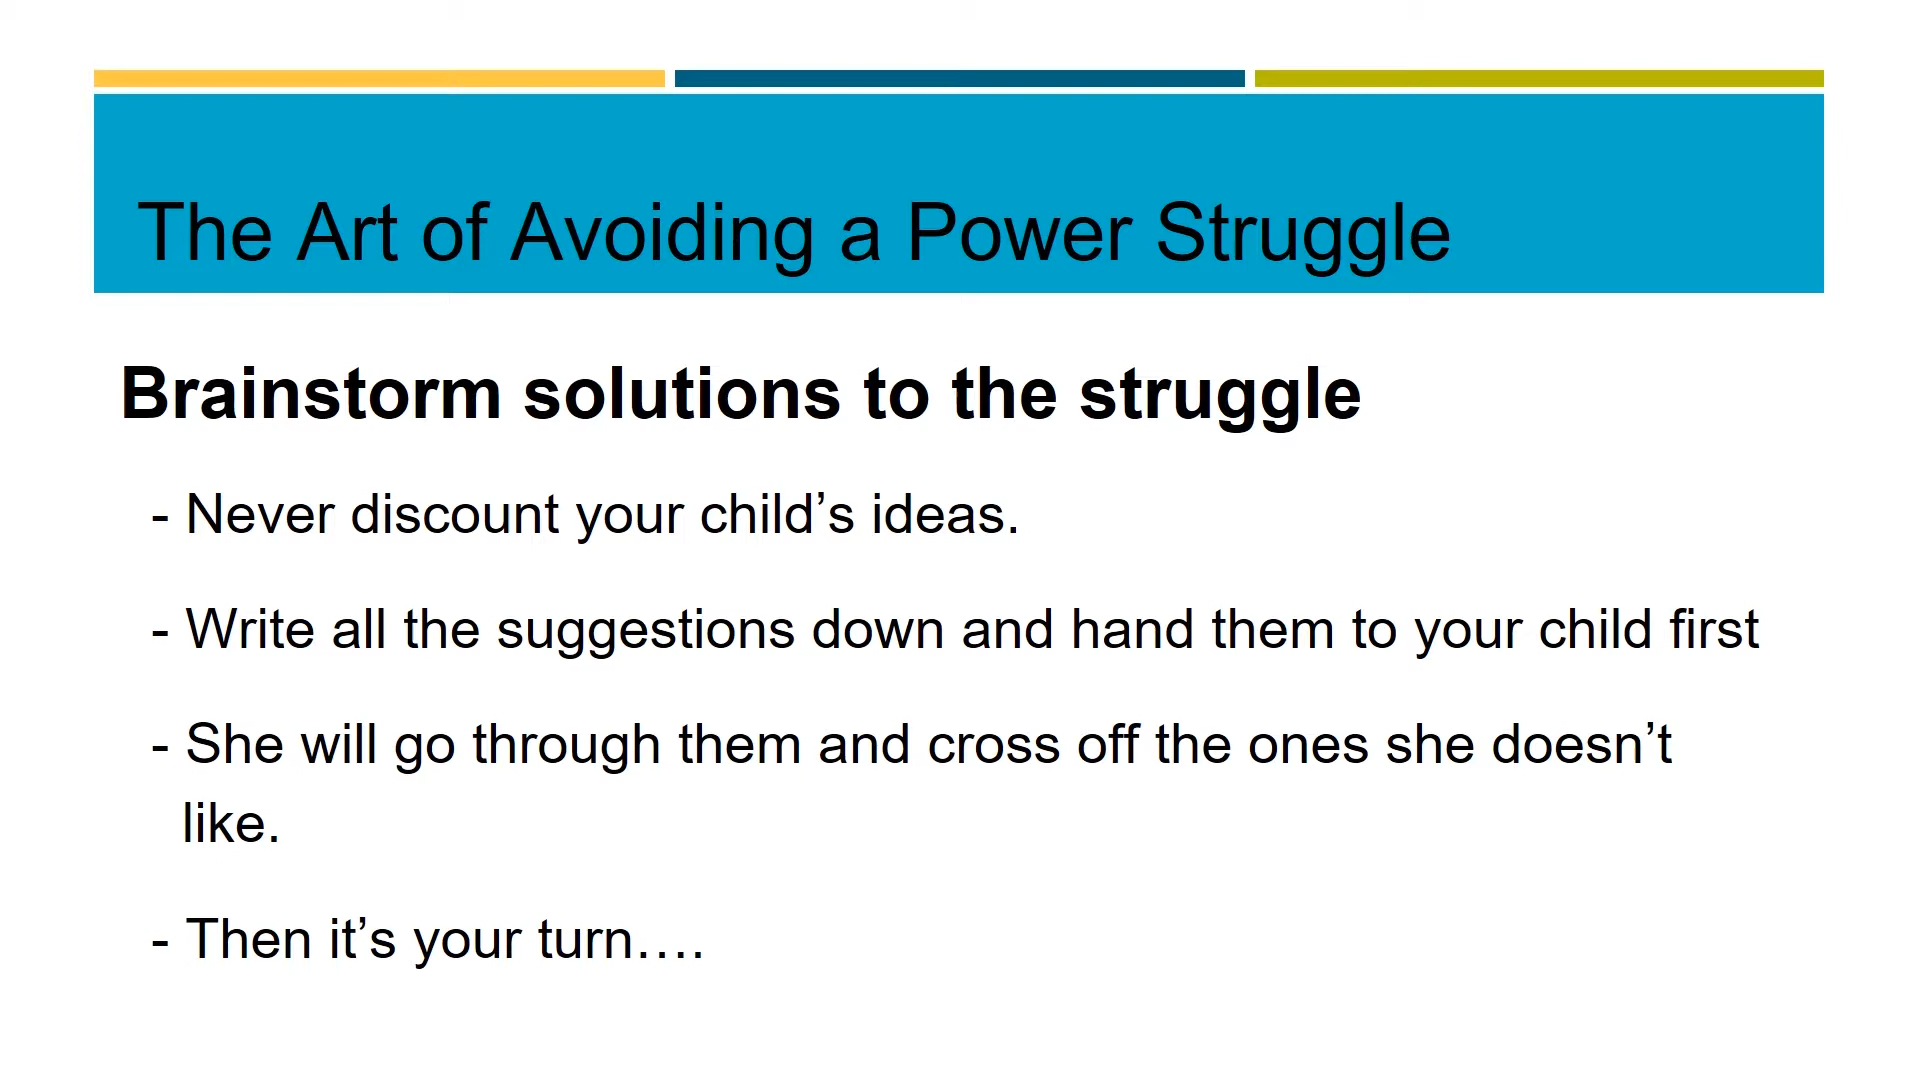 The Art of Avoiding a Power Struggle
Brainstorm solutions to the struggle
- Never discount your child’s ideas.
- Write all the suggestions down and hand them to your child first
- She will go through them and cross off the ones she doesn’t
like.
- Then it’s your turn….